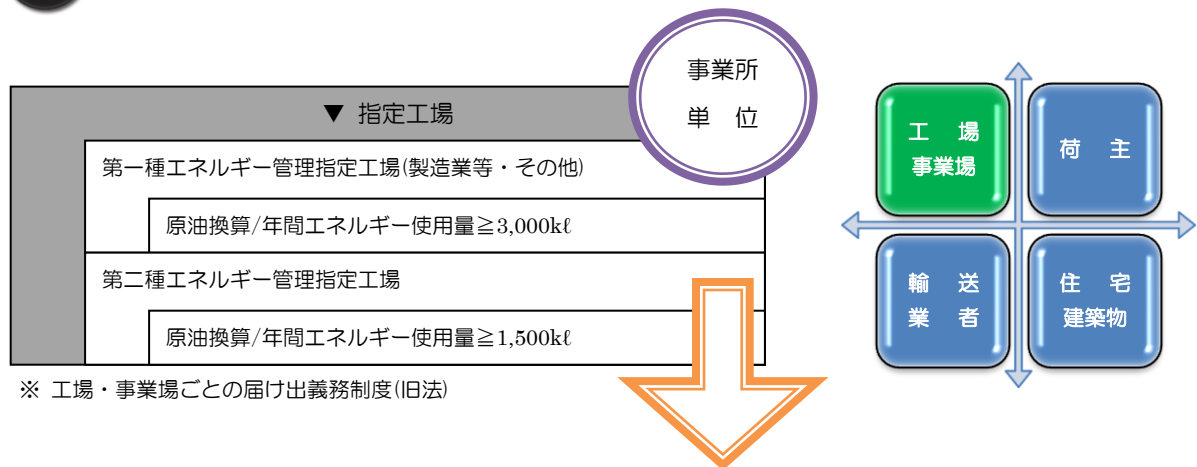 事業所
単 位
▼ 指定工場
第一種エネルギー管理指定工場(製造業等・その他)
原油換算/年間エネルギー使用量≧3,000kℓ
第二種エネルギー管理指定工場
原油換算/年間エネルギー使用量≧1,500kℓ
※ 工場・事業場ごとの届け出義務制度(旧法)
工 場
事業場
荷 主
輸 送
業 者
住 宅
建築物